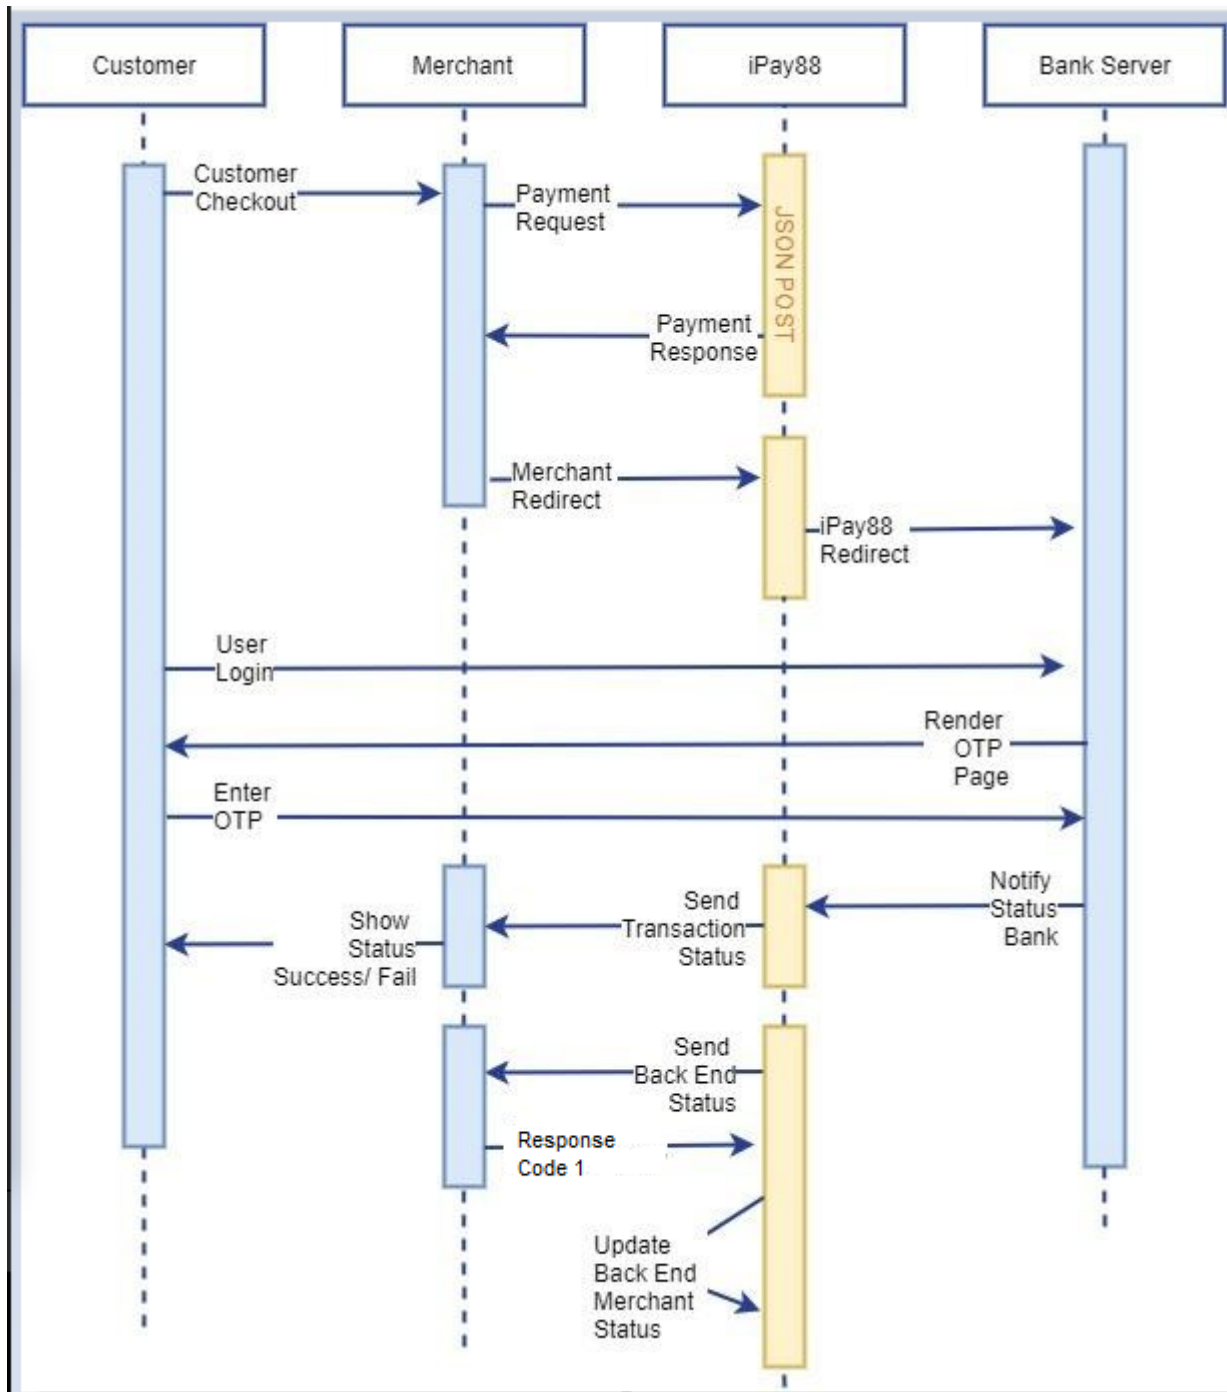 Customer
Merchant
iPay88
Bank Server
Customer
Checkout
Payment
Request
JSON POST
Payment
Response
Merchant
Redirect
iPay88
Redirect
User
Login
Render
OTP
Page
Enter
OTP
Notify
Status
Bank
Send
Transaction
Status
Show
Status
Success/ Fail
Send
Back End
Status
Response
Code 1
Update
Back End
Merchant
Status